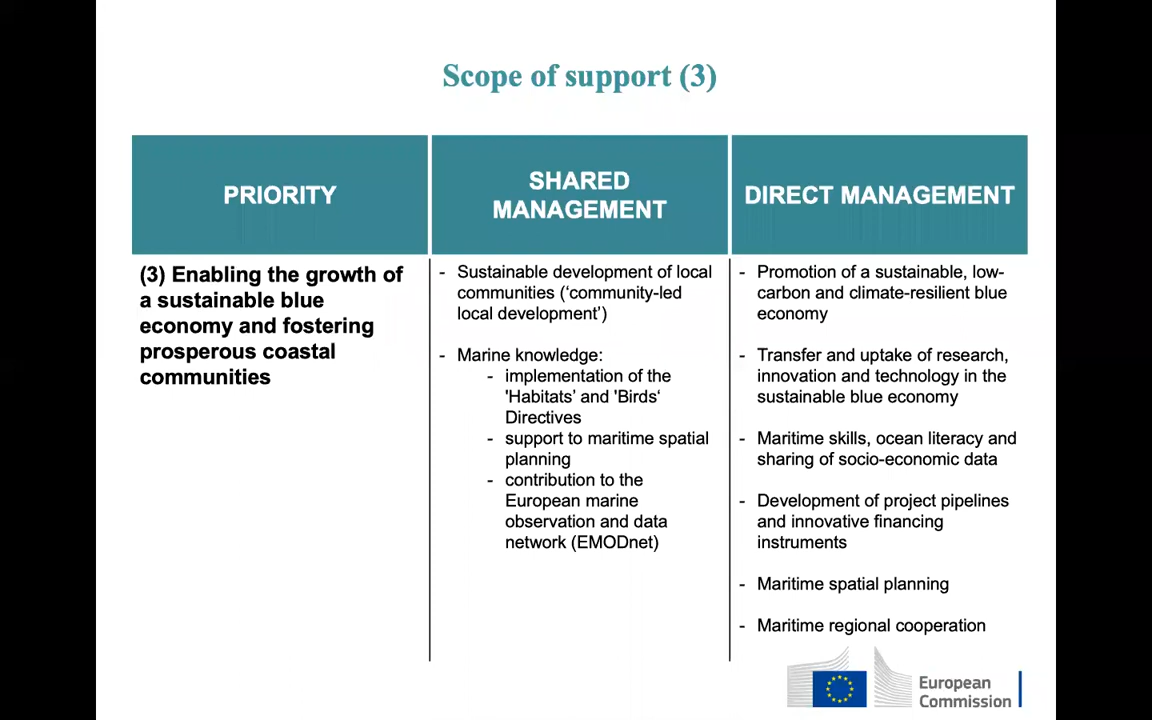 Scope of support (3)
PRIORITY
SHARED
MANAGEMENT
DIRECT MANAGEMENT
(3) Enabling the growth of
a sustainable blue
economy and fostering
prosperous coastal
communities
- Sustainable development of local
communities (‘community-led
local development’)
- Marine knowledge:
- implementation of the
'Habitats’ and 'Birds‘
Directives
- support to maritime spatial
planning
- contribution to the
European marine
observation and data
network (EMODnet)
- Promotion of a sustainable, low-
carbon and climate-resilient blue
economy
- Transfer and uptake of research,
innovation and technology in the
sustainable blue economy
- Maritime skills, ocean literacy and
sharing of socio-economic data
- Development of project pipelines
and innovative financing
instruments
- Maritime spatial planning
- Maritime regional cooperation
European
Commission